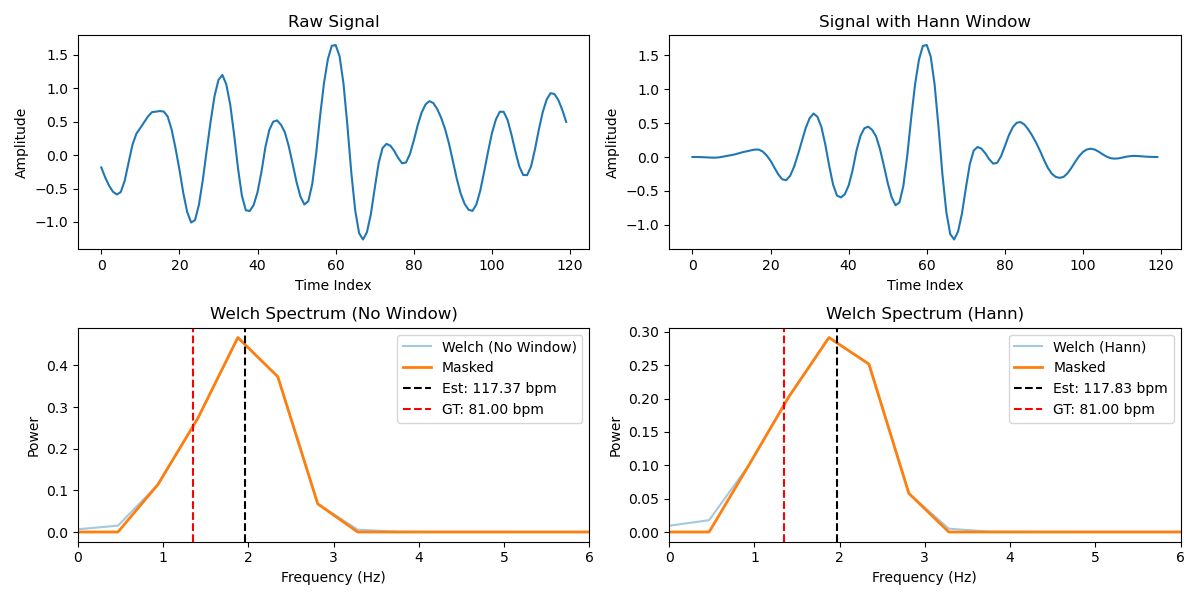 Raw Signal
Amplitude
1.5
1.0
0.5
0.0
−0.5
−1.0
0 20 40 60 80 100 120
Time Index
Signal with Hann Window
Amplitude
1.5
1.0
0.5
0.0
−0.5
−1.0
0 20 40 60 80 100 120
Time Index
Welch Spectrum (No Window)
Power
0.4
0.3
0.2
0.1
0.0
Welch (No Window)
Masked
Est: 117.37 bpm
GT: 81.00 bpm
0 1 2 3 4 5 6
Frequency (Hz)
Welch Spectrum (Hann)
Power
0.30
0.25
0.20
0.15
0.10
0.05
0.00
Welch (Hann)
Masked
Est: 117.83 bpm
GT: 81.00 bpm
0 1 2 3 4 5 6
Frequency (Hz)